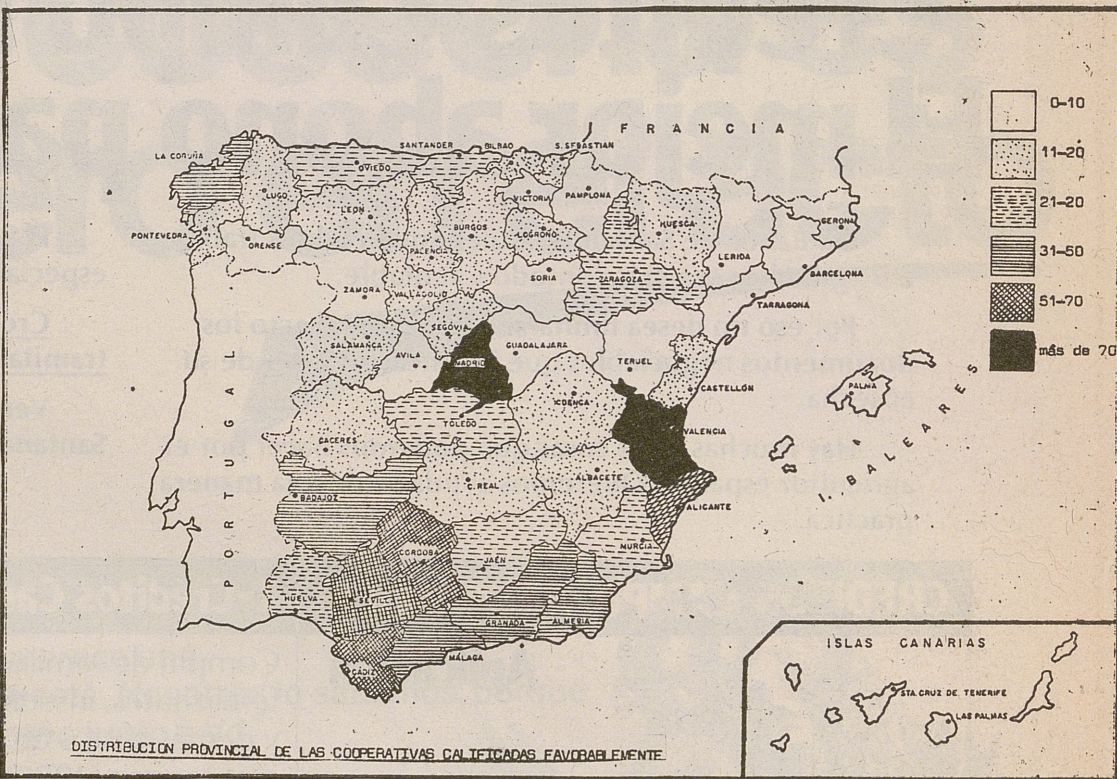 FRANCIA
0-10
11-20
21-20
31-50
51-70
más de 70
LA CORUÑA
LUGO
OVIEDO
SANTANDER
BILBAO
S. SEBASTIAN
VICTORIA
PAMPLONA
PONTEVEDRA
ORENSE
LEON
PALENCIA
BURGOS
LOGROÑO
HUESCA
LERIDA
GERONA
BARCELONA
TARRAGONA
ZAMORA
VALLADOLID
SORIA
ZARAGOZA
SALAMANCA
AVILA
SEGOVIA
MADRID
GUADALAJARA
TERUEL
CASTELLÓN
PALMA
I. BALEARES
PORTUGAL
CACERES
TOLEDO
CUENCA
VALENCIA
BADAJOZ
C. REAL
ALBACETE
ALICANTE
CORDOBA
JAÉN
MURCIA
HUELVA
SEVILLA
GRANADA
ALMERIA
MÁLAGA
CÁDIZ
ISLAS CANARIAS
STA. CRUZ DE TENERIFE
LAS PALMAS
DISTRIBUCION PROVINCIAL DE LAS COOPERATIVAS CALIFICADAS FAVORABLEMENTE